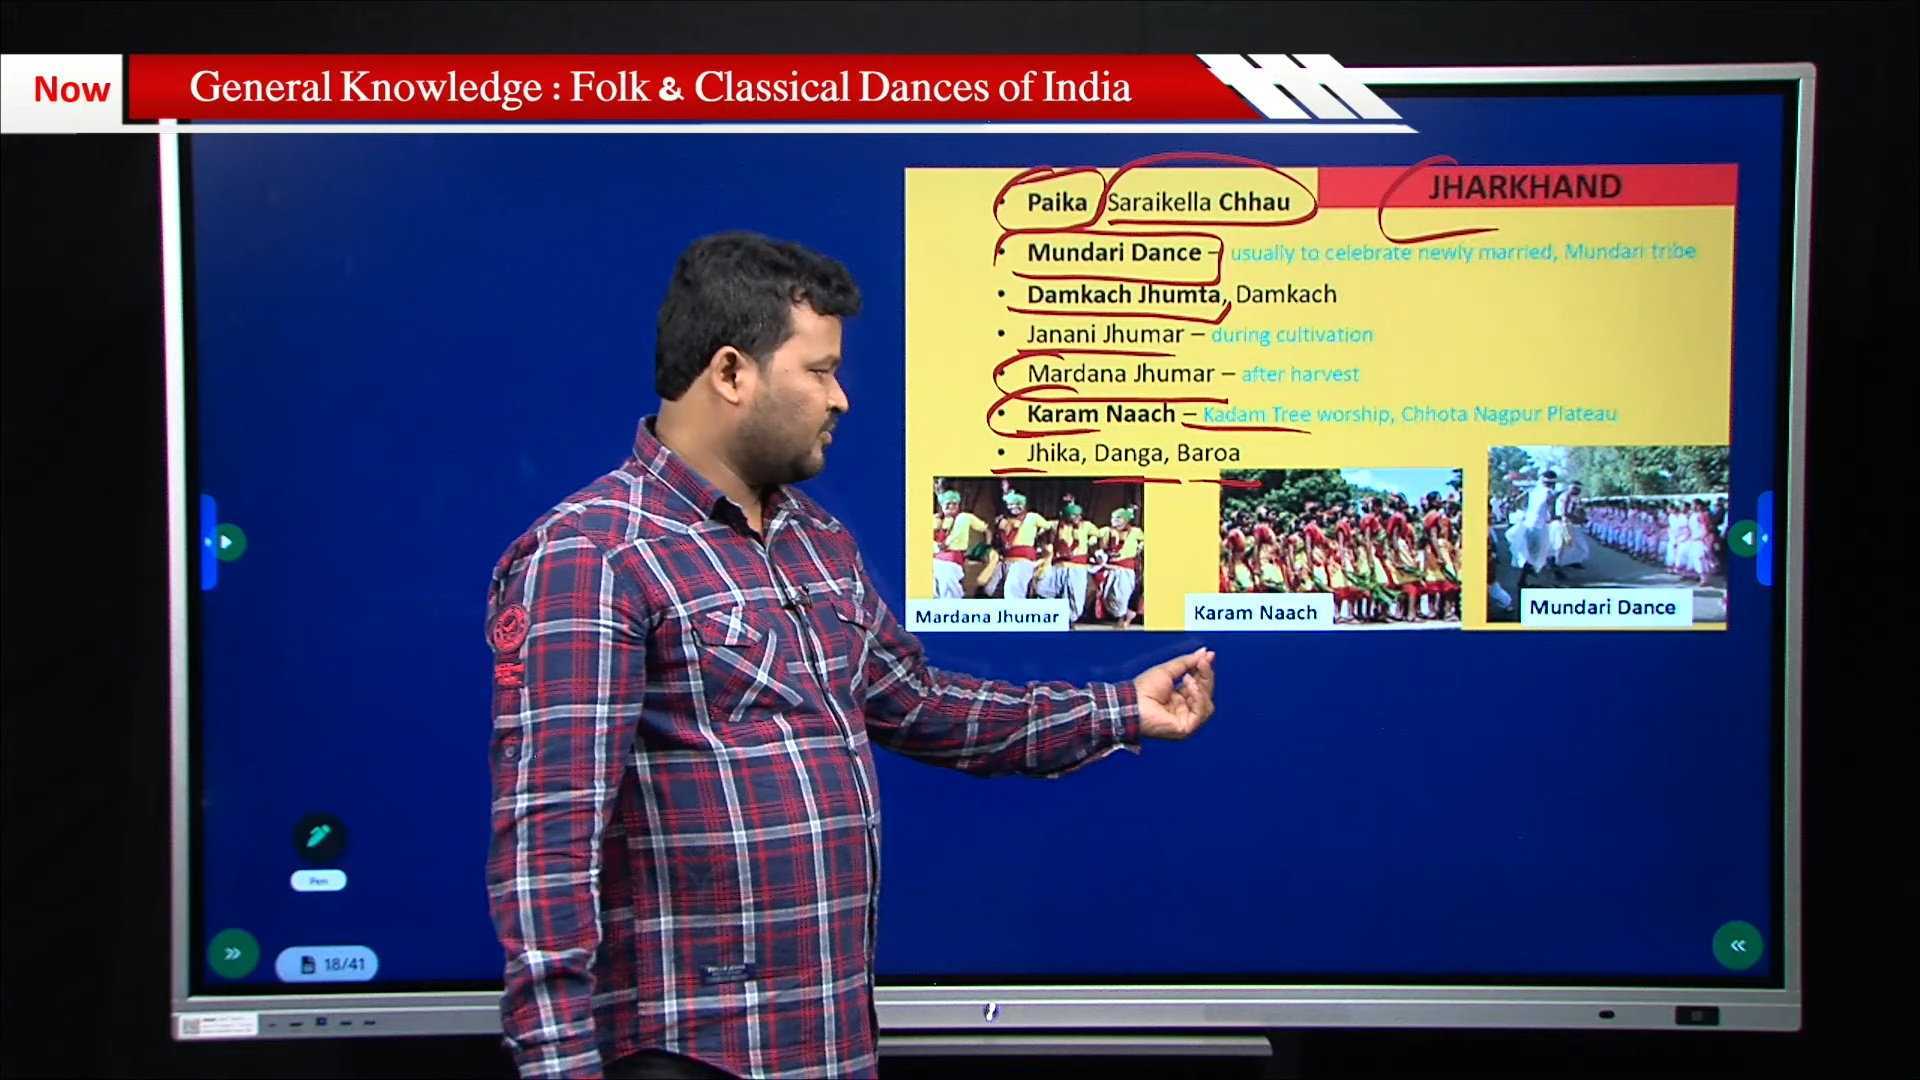 Now
General Knowledge : Folk & Classical Dances of India
JHARKHAND
• Paika Saraikella Chhau
• Mundari Dance – usually to celebrate newly married, Mundari tribe
• Damkach Jhumta, Damkach
• Janani Jhumar – during cultivation
• Mardana Jhumar – after harvest
• Karam Naach – Kadam Tree worship, Chhota Nagpur Plateau
• Jhika, Danga, Baroa
Mardana Jhumar
Karam Naach
Mundari Dance
Pen
18/41